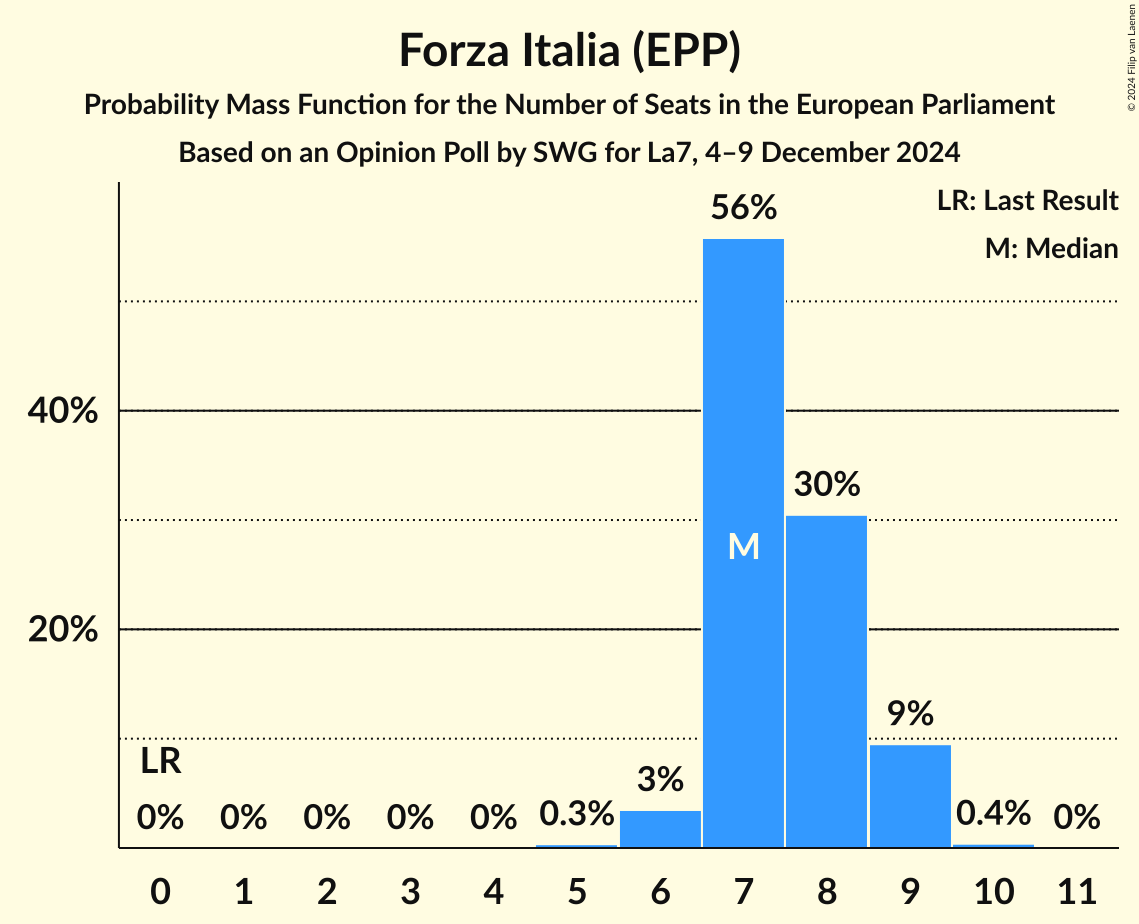 Forza Italia (EPP)
Probability Mass Function for the Number of Seats in the European Parliament
Based on an Opinion Poll by SWG for La7, 4–9 December 2024
© 2024 Filip van Laenen
LR: Last Result
M: Median
40%
20%
LR
0% 0% 0% 0% 0% 0.3% 3% 56% 30% 9% 0.4% 0%
M
0 1 2 3 4 5 6 7 8 9 10 11